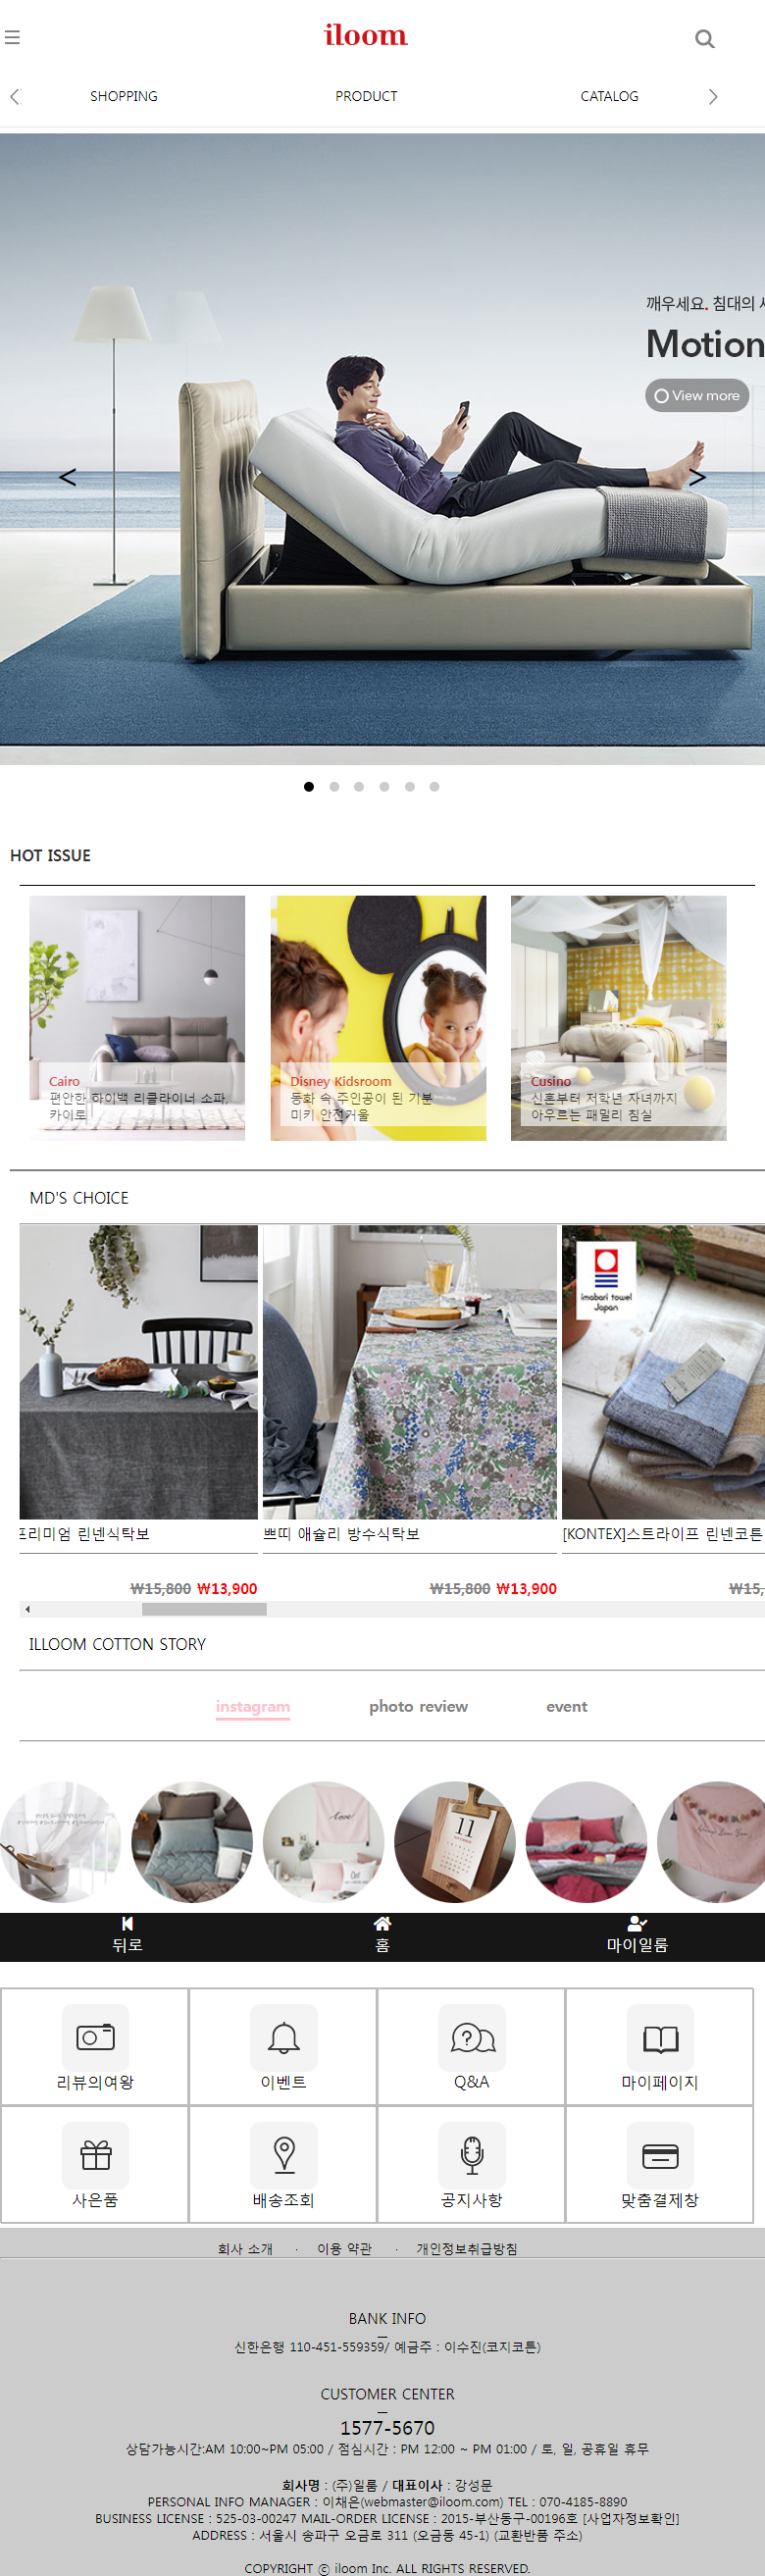 iloom
SHOPPING
PRODUCT
CATALOG
깨우세요. 침대의
Motion
View more
<
>
HOT ISSUE
Cairo
편안한 하이백 리클라이너 소파,
카이로
Disney Kidsroom
동화 속 주인공이 된 기분
미키 안전거울
Cusino
신혼부터 저학년 자녀까지
아우르는 패밀리 침실
MD'S CHOICE
imabari towel
Japan
프리미엄 린넨식탁보
쁘띠 애슐리 방수식탁보
[KONTEX]스트라이프 린넨코튼
₩15,800 ₩13,900
₩15,800 ₩13,900
₩15,
ILLOOM COTTON STORY
instagram
photo review
event
love
11
뒤로
홈
마이일룸
리뷰의여왕
이벤트
Q&A
마이페이지
사은품
배송조회
공지사항
맞춤결제창
회사 소개 · 이용 약관 · 개인정보취급방침
BANK INFO
신한은행 110-451-559359/ 예금주 : 이수진(코지코튼)
CUSTOMER CENTER
1577-5670
상담가능시간:AM 10:00~PM 05:00 / 점심시간 : PM 12:00 ~ PM 01:00 / 토, 일, 공휴일 휴무
회사명 : (주)일룸 / 대표이사 : 강성문
PERSONAL INFO MANAGER : 이채은(webmaster@iloom.com) TEL : 070-4185-8890
BUSINESS LICENSE : 525-03-00247 MAIL-ORDER LICENSE : 2015-부산동구-00196호 [사업자정보확인]
ADDRESS : 서울시 송파구 오금로 311 (오금동 45-1) (교환반품 주소)
COPYRIGHT ⓒ iloom Inc. ALL RIGHTS RESERVED.